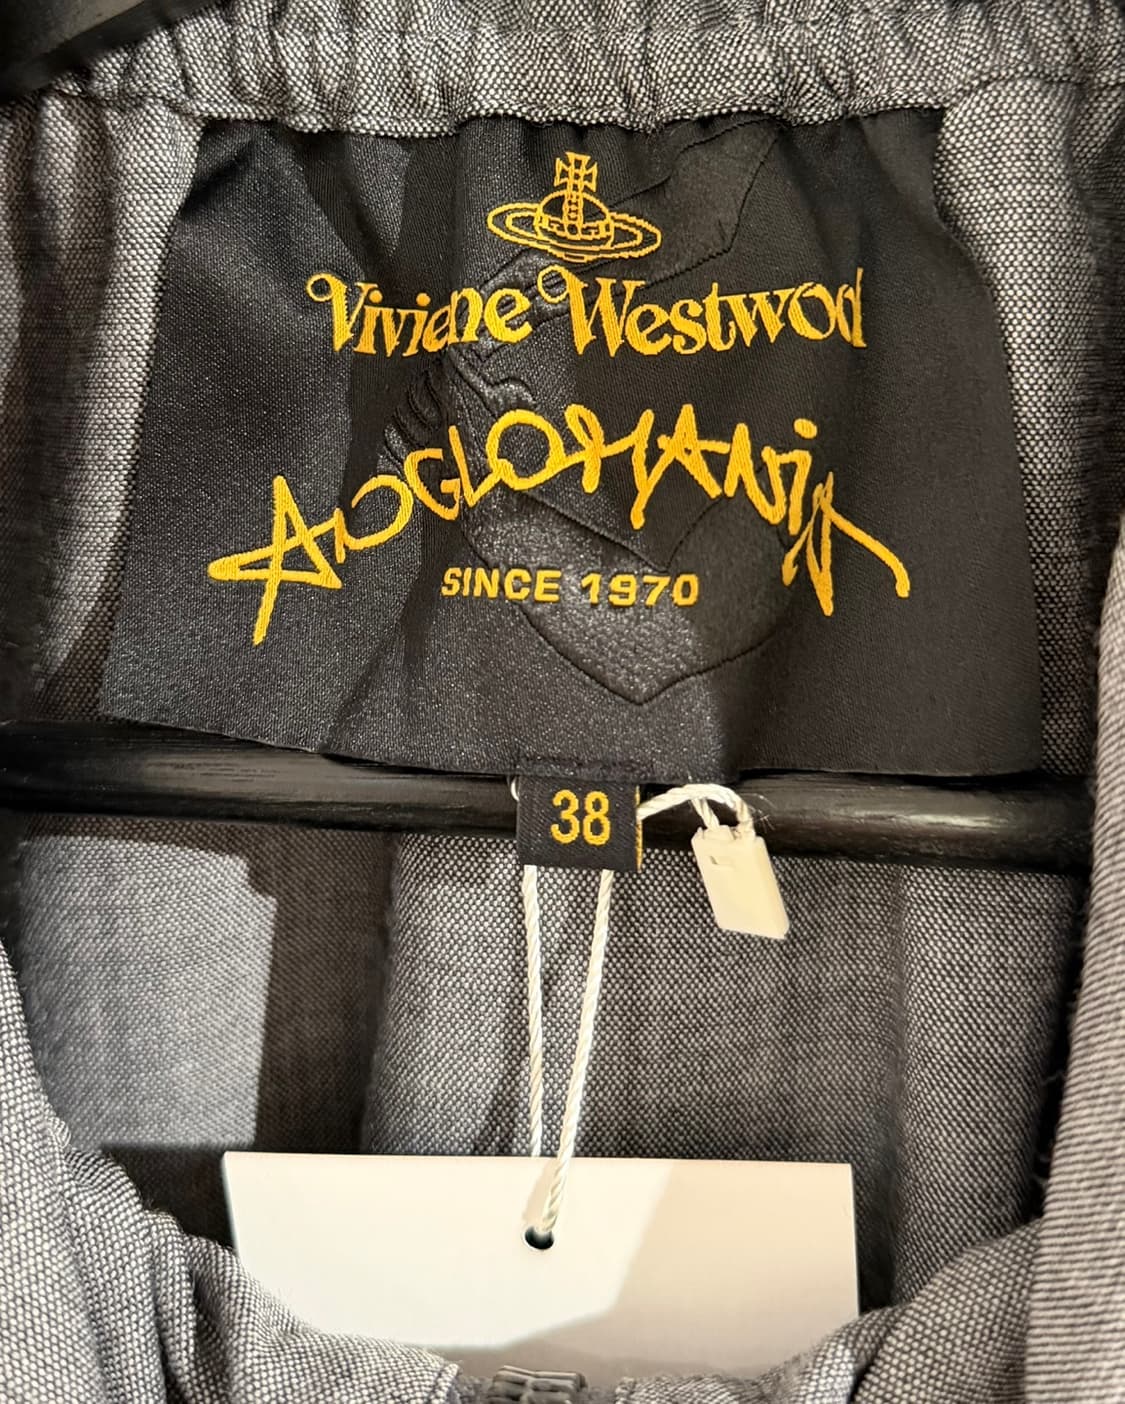 Vivienne Westwood
ANGLOMANIA
SINCE 1970
38